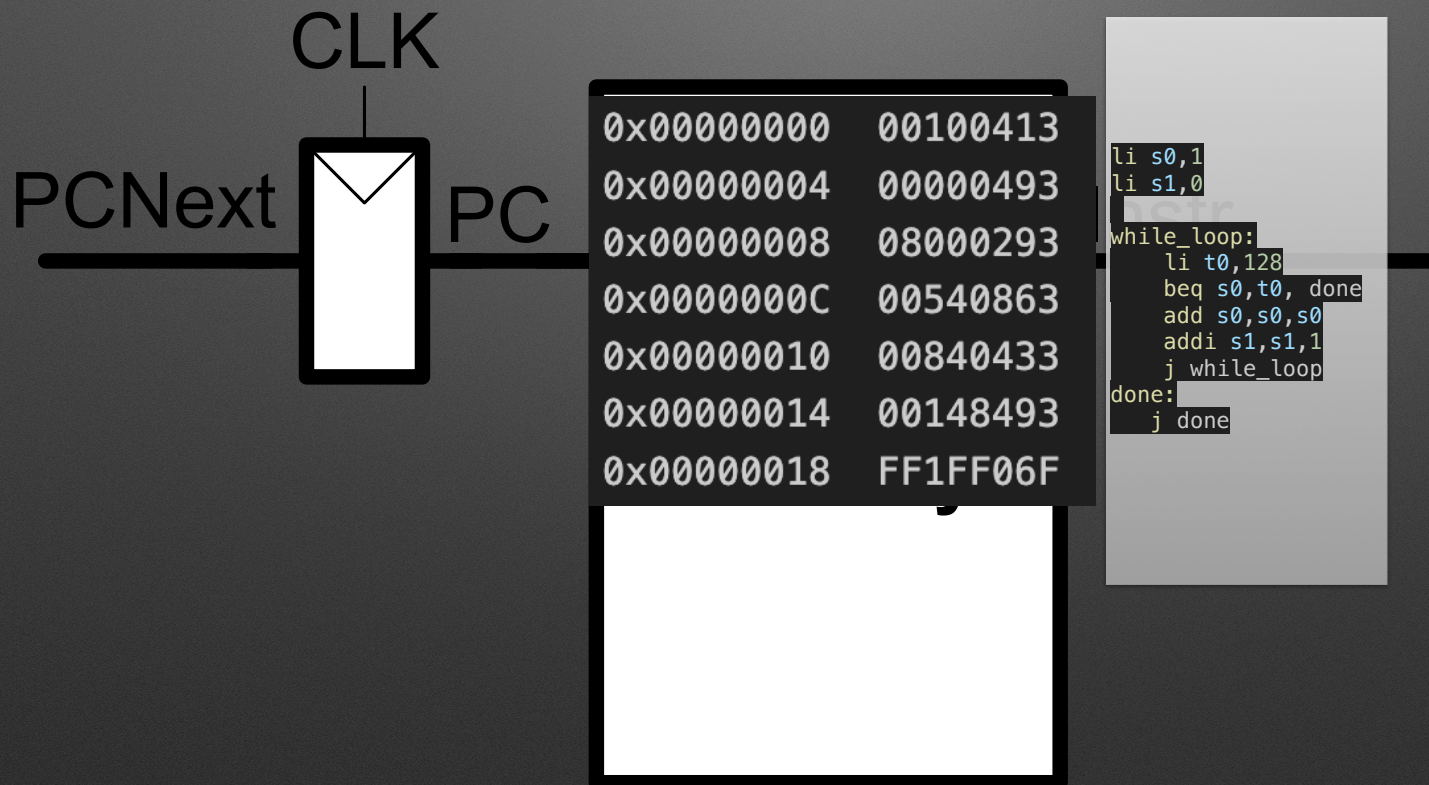 CLK
PCNext
PC
0x00000000 00100413
0x00000004 00000493
0x00000008 08000293
0x0000000C 00540863
0x00000010 00840433
0x00000014 00148493
0x00000018 FF1FF06F
li s0,1
li s1,0
while_loop:
    li t0,128
    beq s0,t0, done
    add s0,s0,s0
    addi s1,s1,1
    j while_loop
done:
   j done